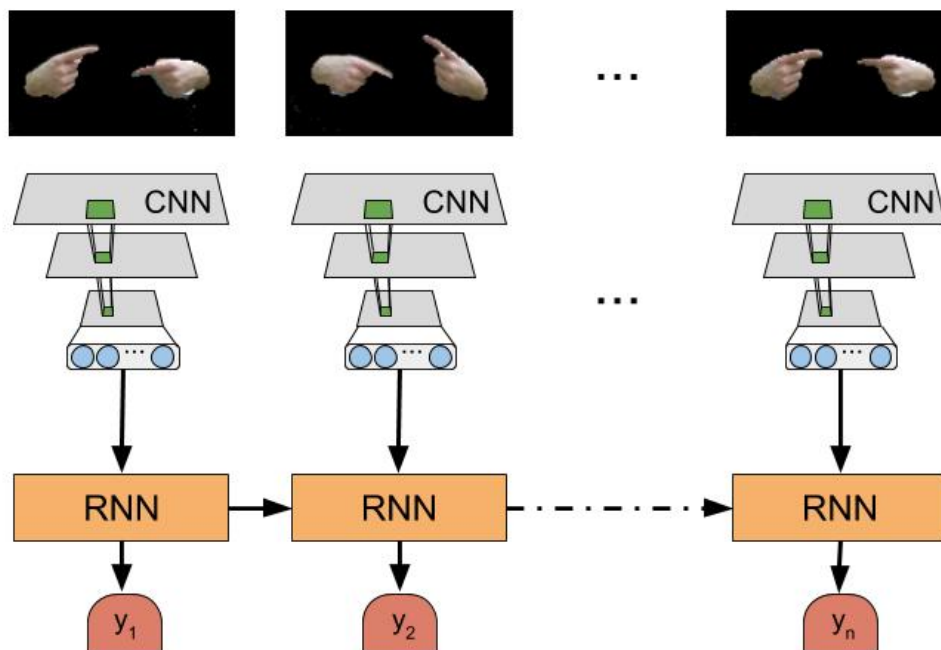 ...
CNN CNN CNN
...
... ... ...
RNN RNN RNN
y1 y2 yn